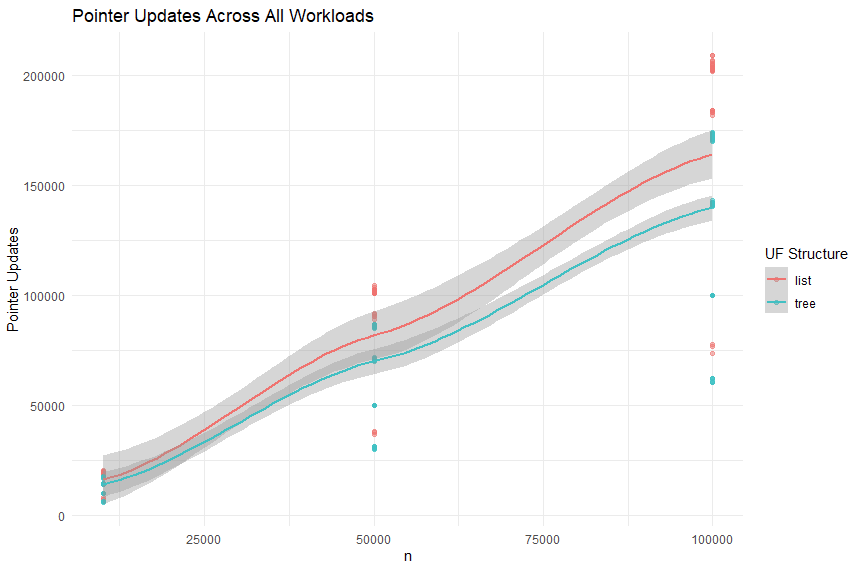 Pointer Updates Across All Workloads
Pointer Updates
200000
150000
100000
50000
0
25000
50000
75000
100000
n
UF Structure
list
tree